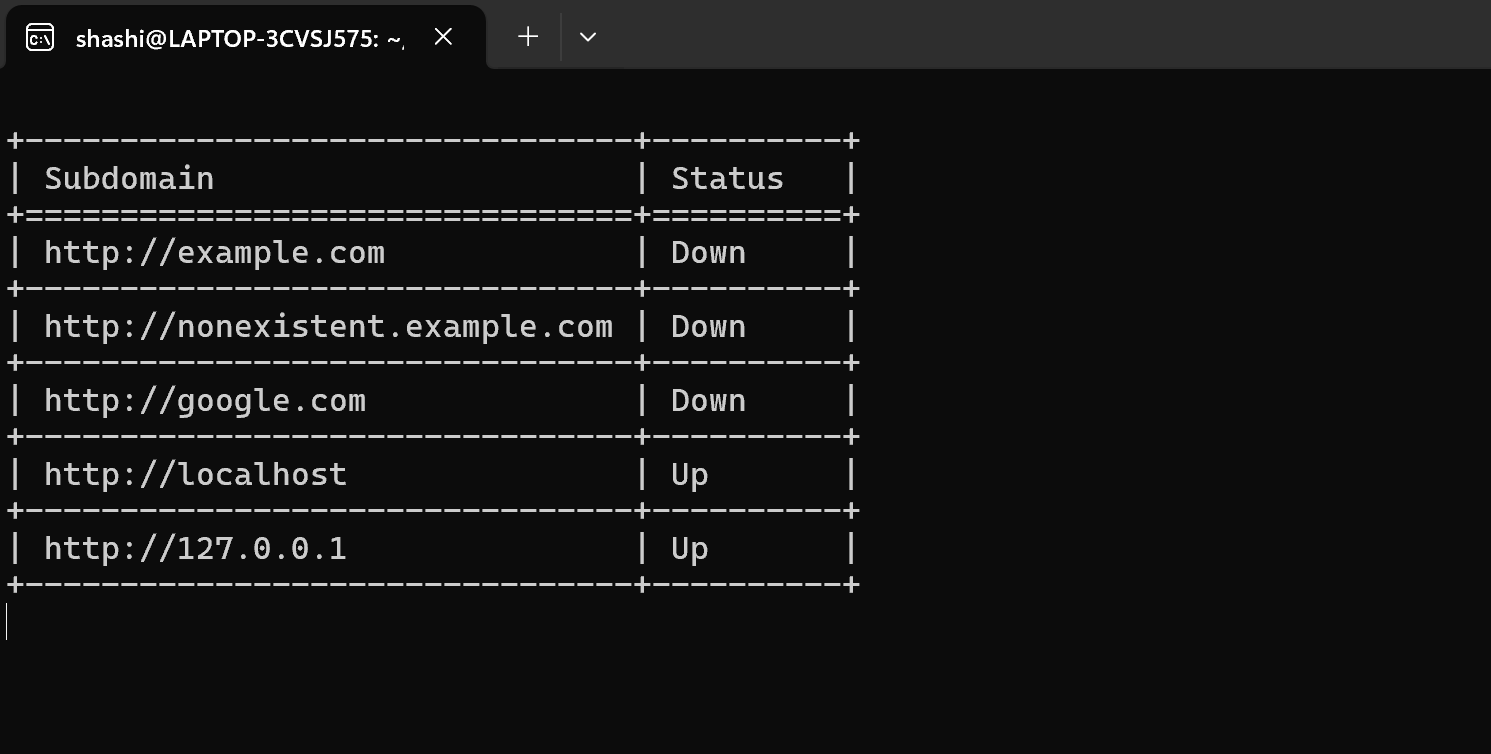 shashi@LAPTOP-3CVSJ575: ~,
+--------------------------------+----------+
| Subdomain                      | Status   |
+================================+==========+
| http://example.com             | Down     |
+--------------------------------+----------+
| http://nonexistent.example.com | Down     |
+--------------------------------+----------+
| http://google.com              | Down     |
+--------------------------------+----------+
| http://localhost               | Up       |
+--------------------------------+----------+
| http://127.0.0.1               | Up       |
+--------------------------------+----------+